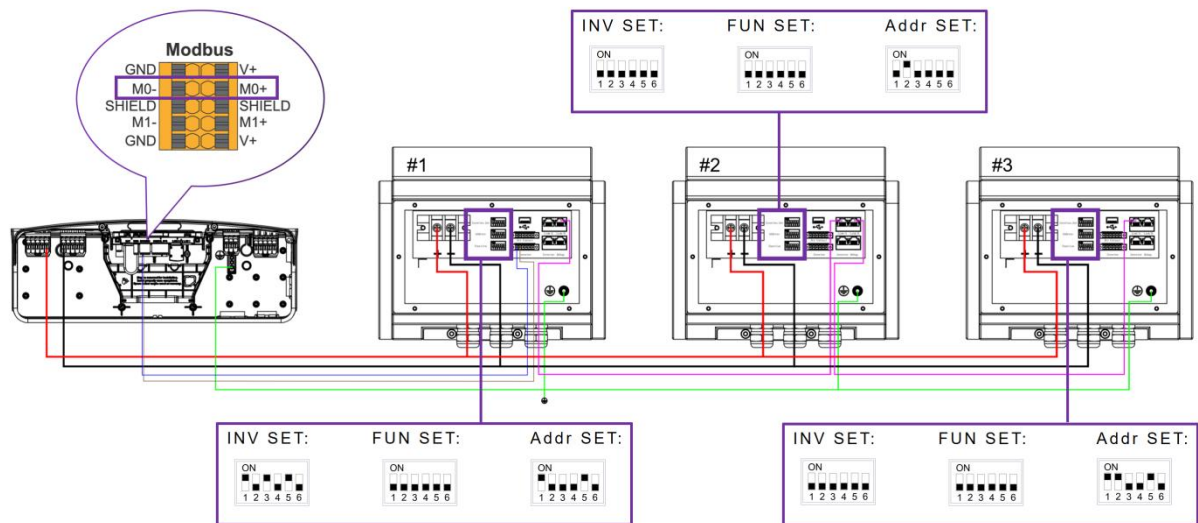 INV SET: FUN SET: Addr SET:
ON ON ON
1 2 3 4 5 6 1 2 3 4 5 6 1 2 3 4 5 6
Modbus
GND V+
M0- M0+
SHIELD SHIELD
M1- M1+
GND V+
#1 #2 #3
INV SET: FUN SET: Addr SET: INV SET: FUN SET: Addr SET:
ON ON ON ON ON ON
1 2 3 4 5 6 1 2 3 4 5 6 1 2 3 4 5 6 1 2 3 4 5 6 1 2 3 4 5 6 1 2 3 4 5 6